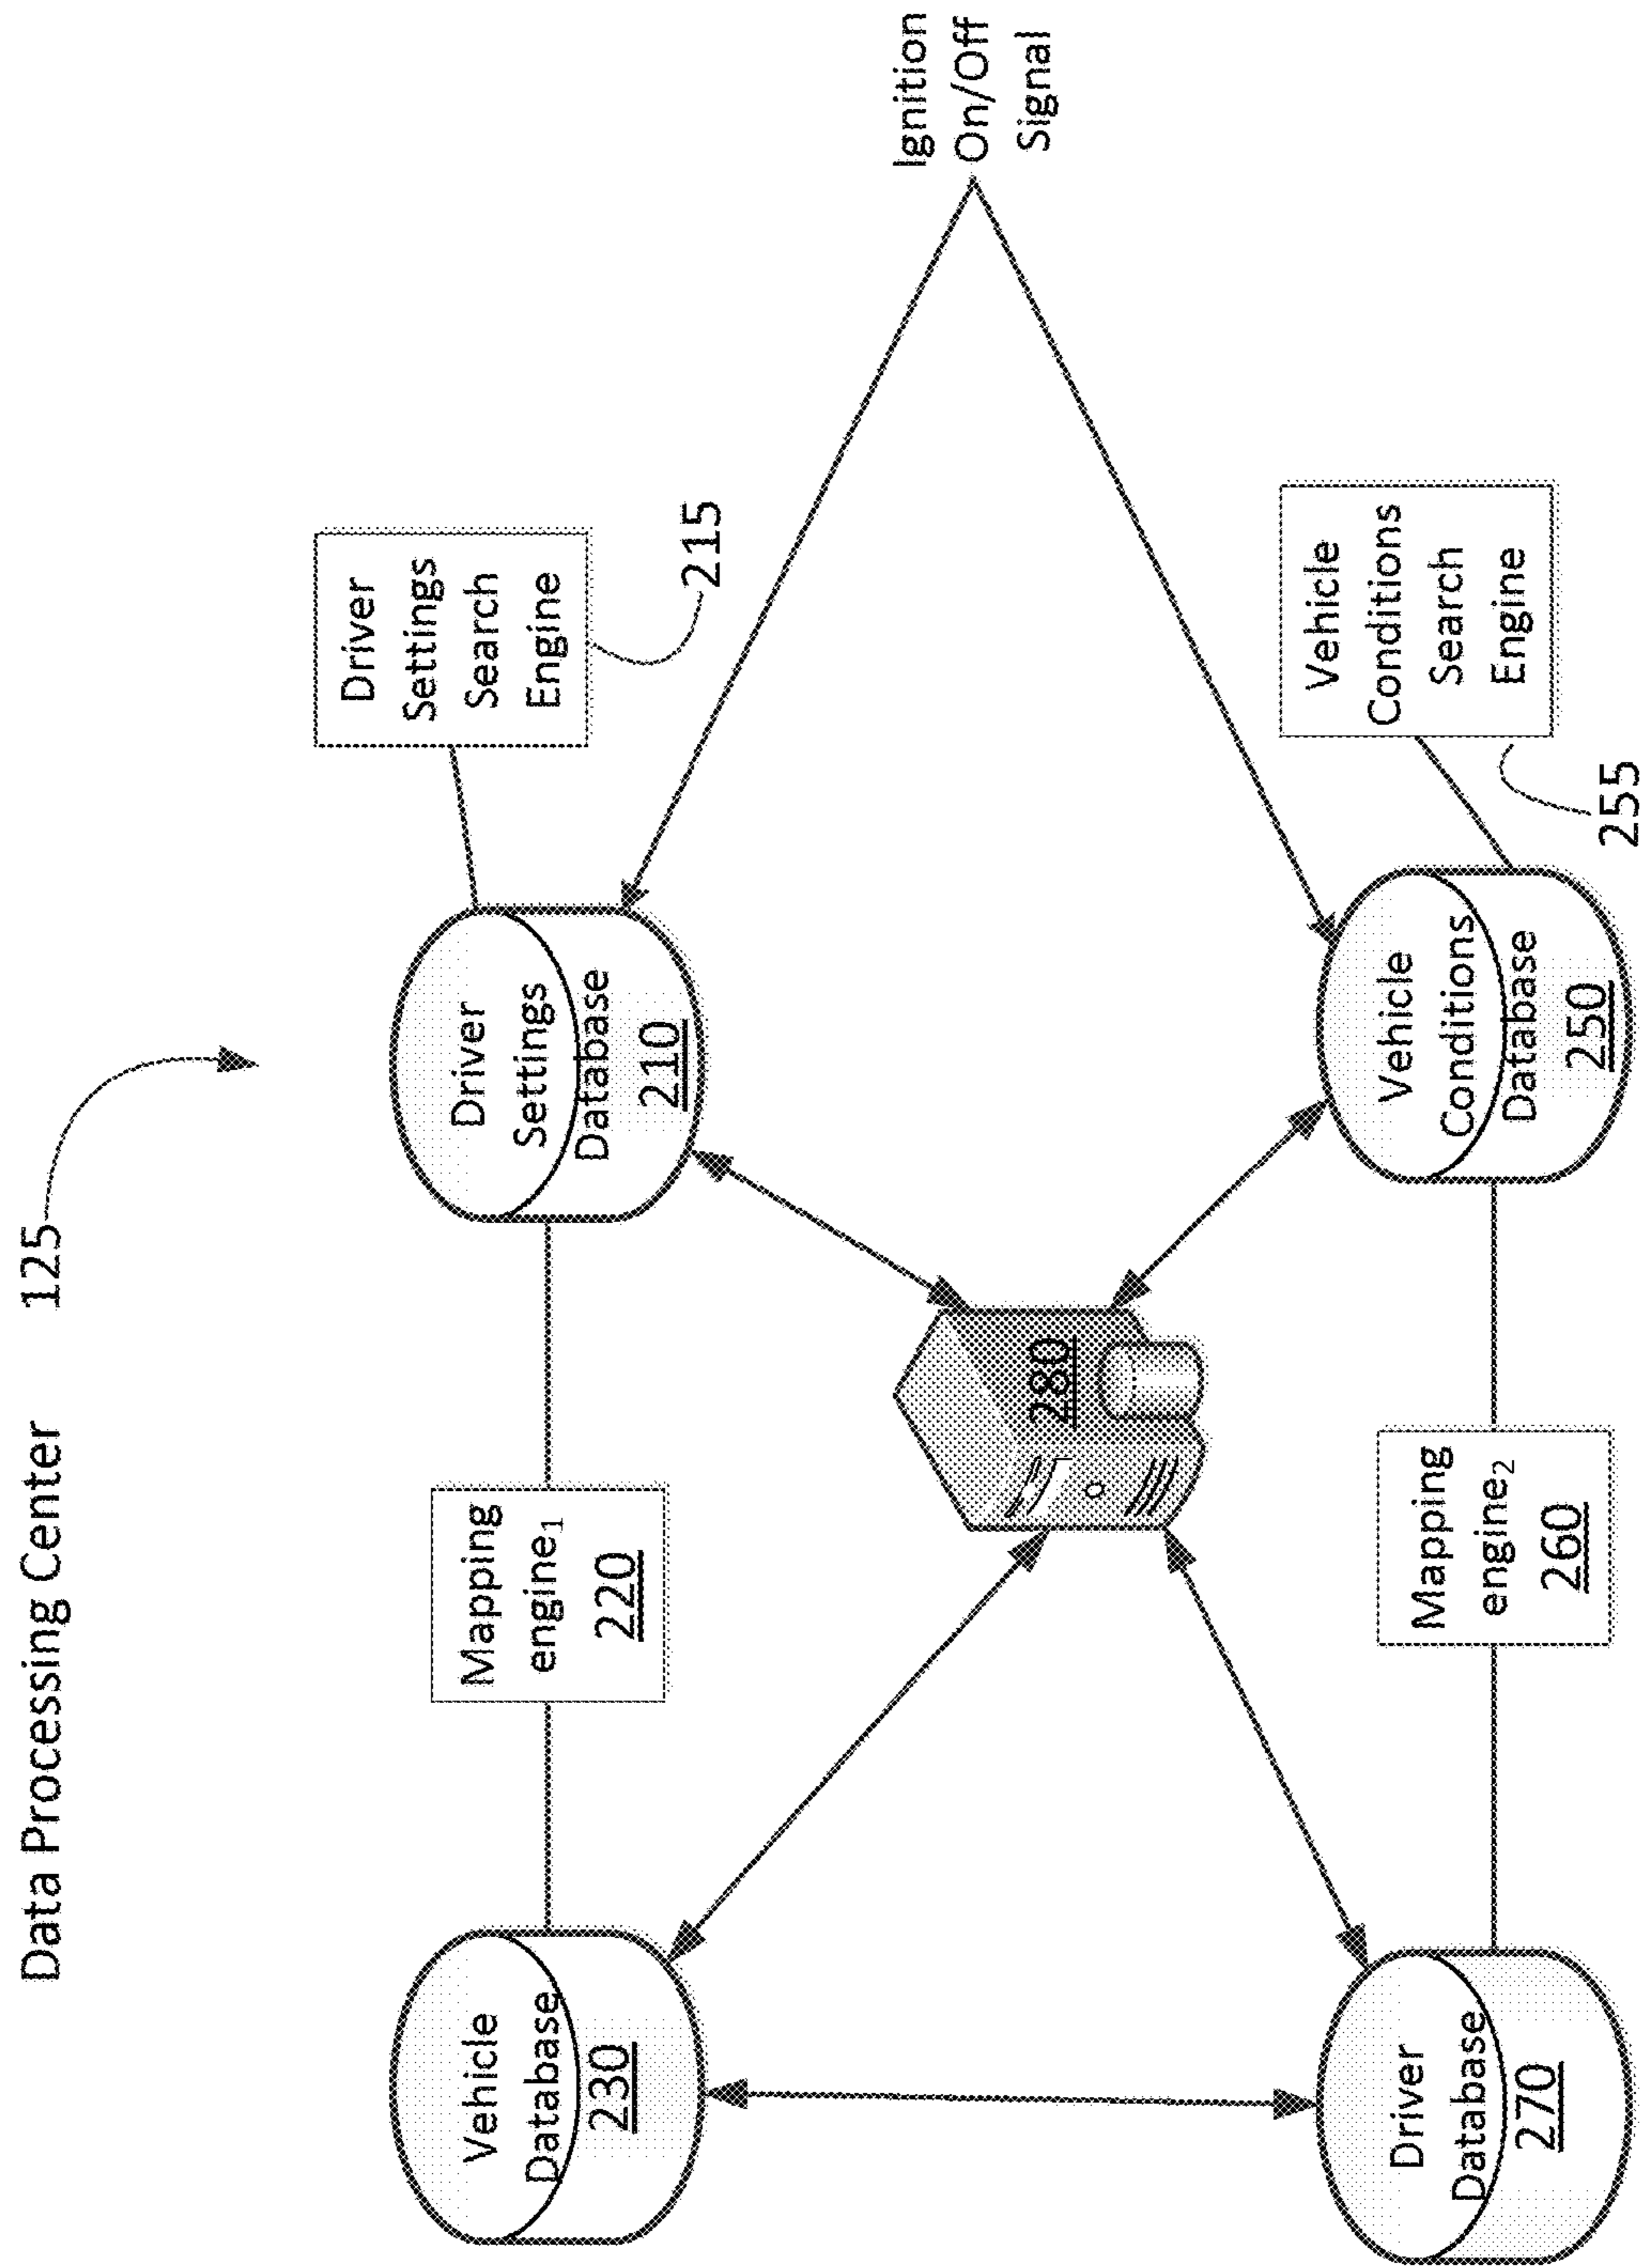 Data Processing Center
125
Vehicle
Database
230
Mapping
engine₁
220
Driver
Settings
Database
210
Driver
Settings
Search
Engine
215
280
Ignition
On/Off
Signal
Driver
Database
270
Mapping
engine₂
260
Vehicle
Conditions
Database
250
Vehicle
Conditions
Search
Engine
255